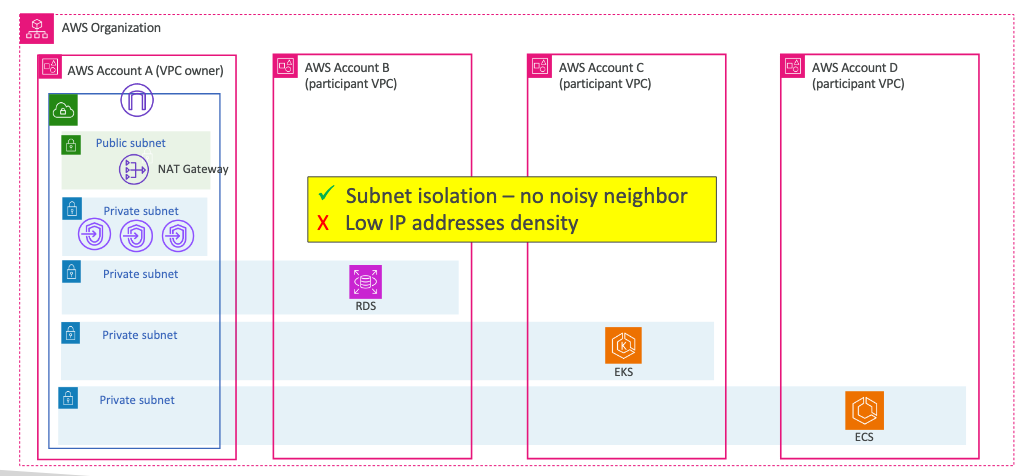 AWS Organization
AWS Account A (VPC owner)
AWS Account B
(participant VPC)
AWS Account C
(participant VPC)
AWS Account D
(participant VPC)
Public subnet
NAT Gateway
Private subnet
✓ Subnet isolation – no noisy neighbor
X Low IP addresses density
Private subnet
RDS
Private subnet
K
EKS
Private subnet
ECS